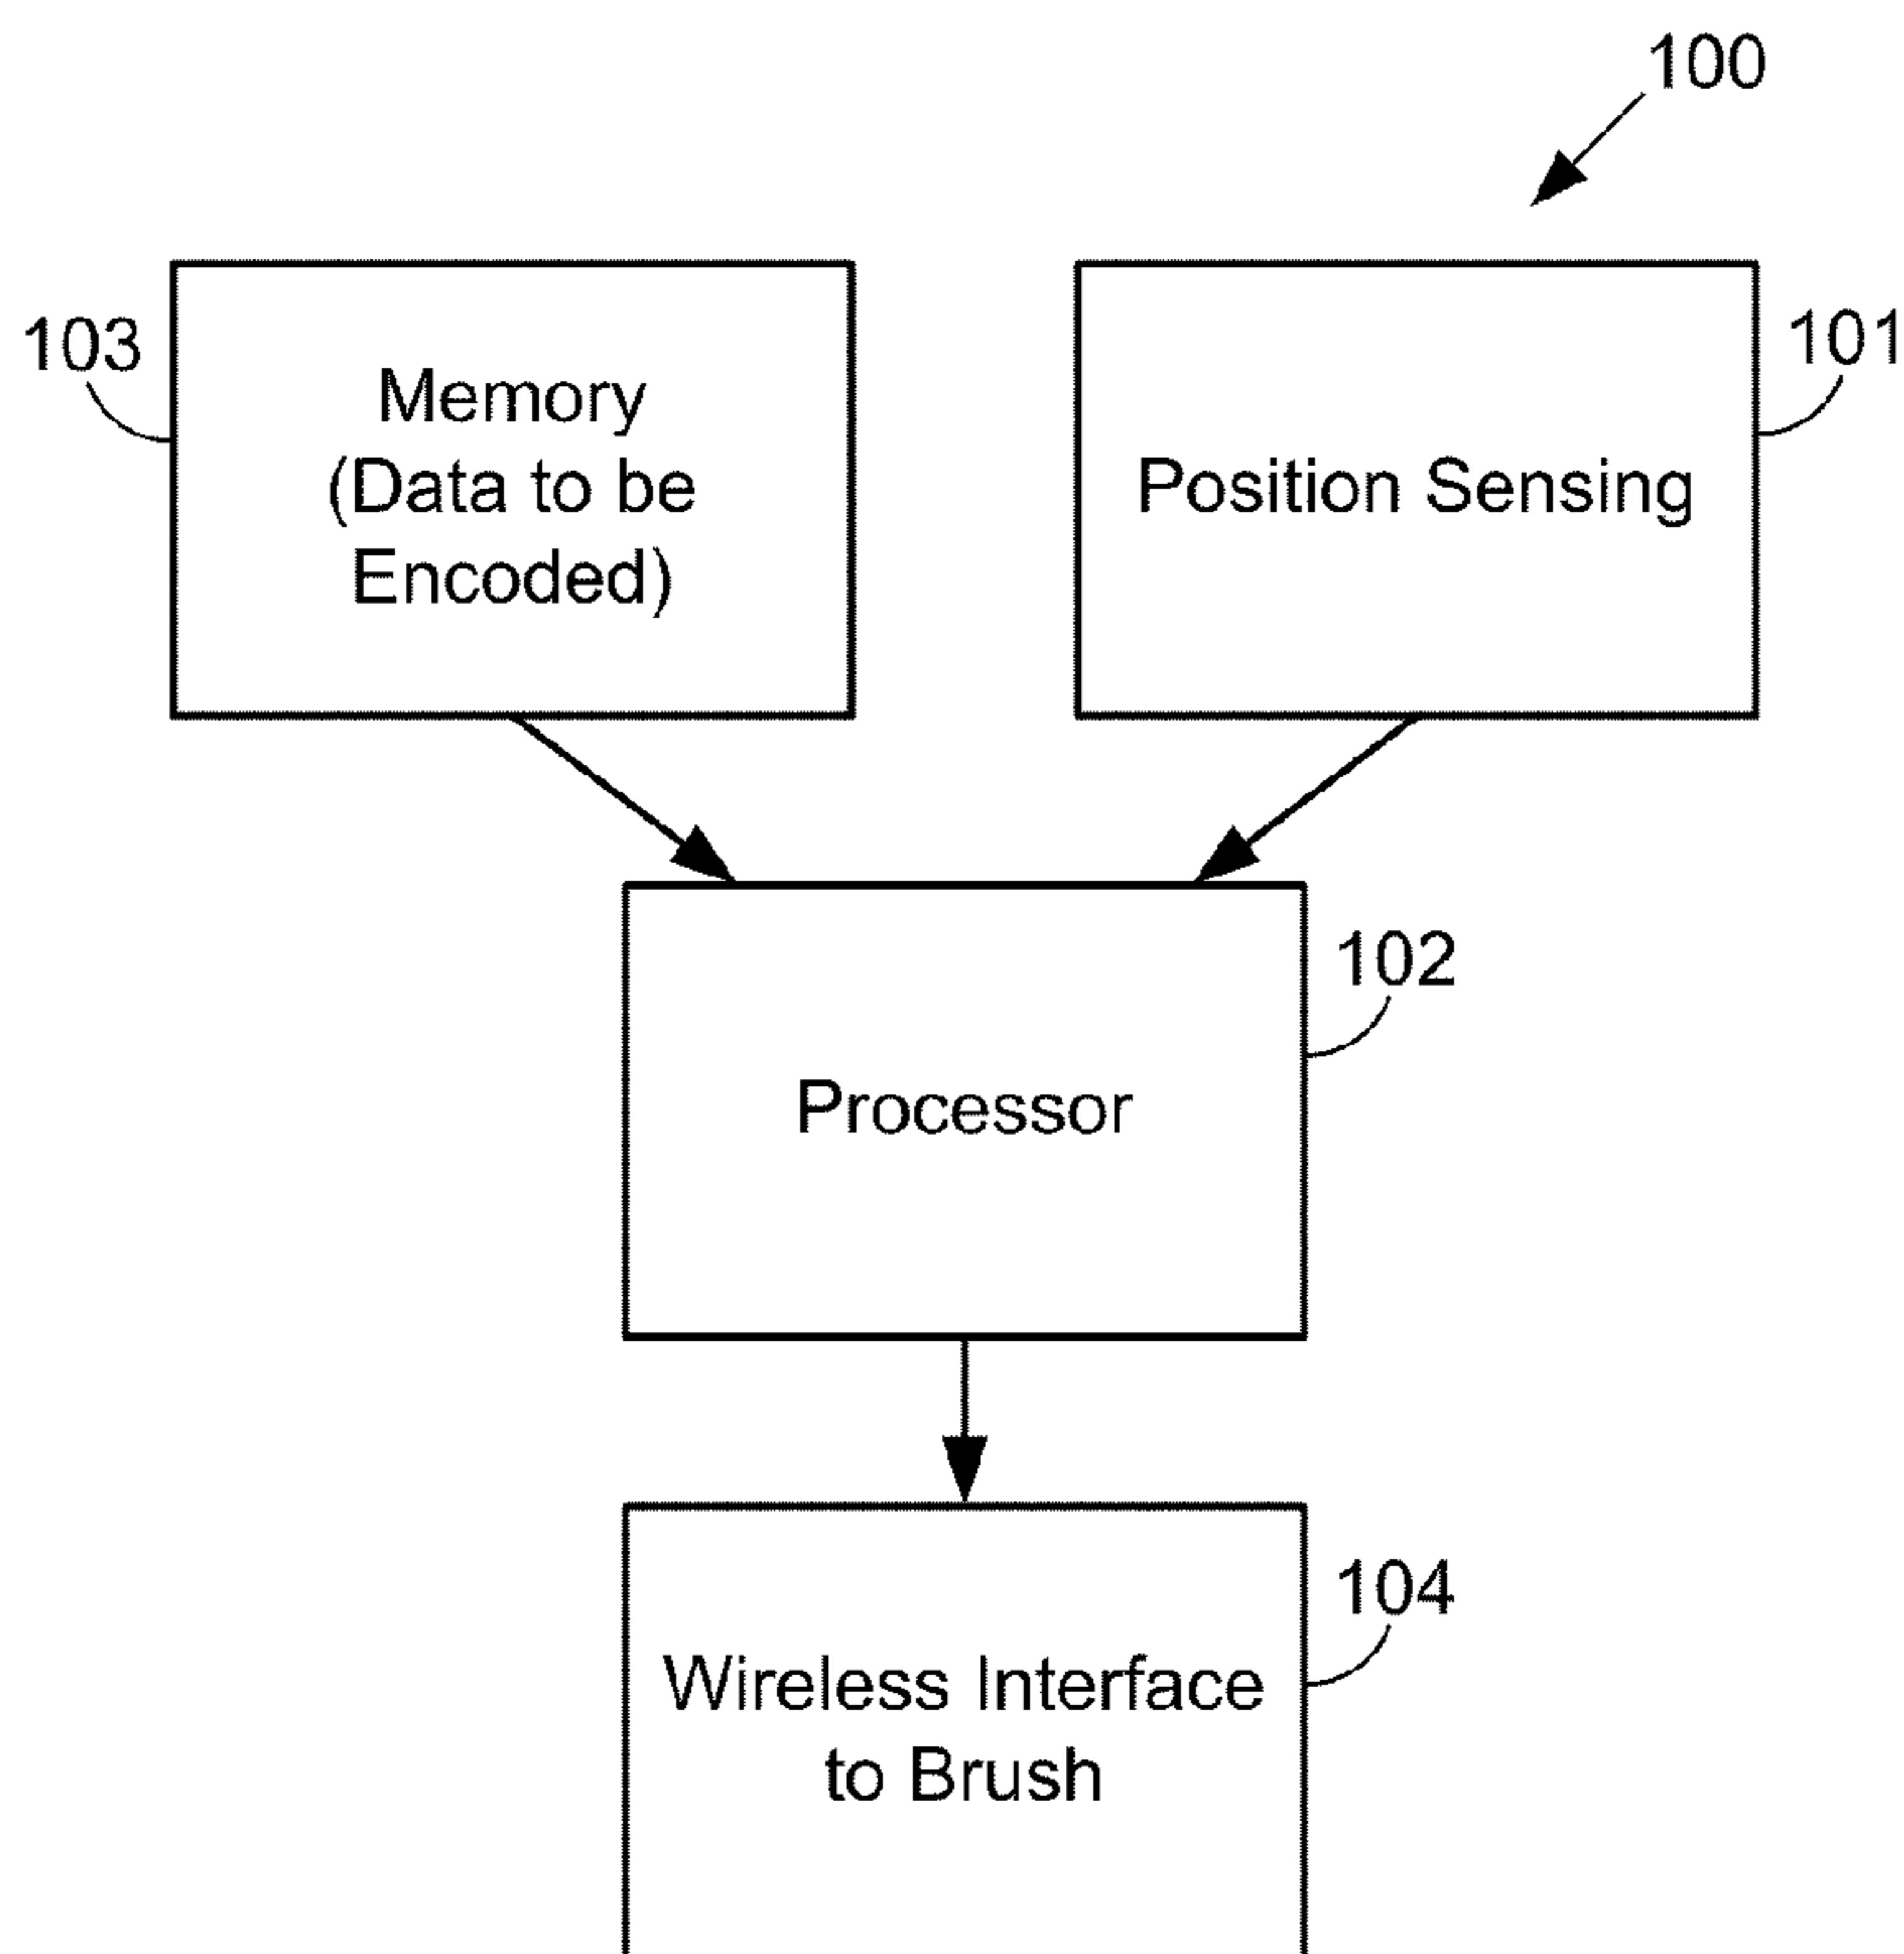 100
103
101
Memory
(Data to be
Encoded)
Position Sensing
102
Processor
104
Wireless Interface
to Brush